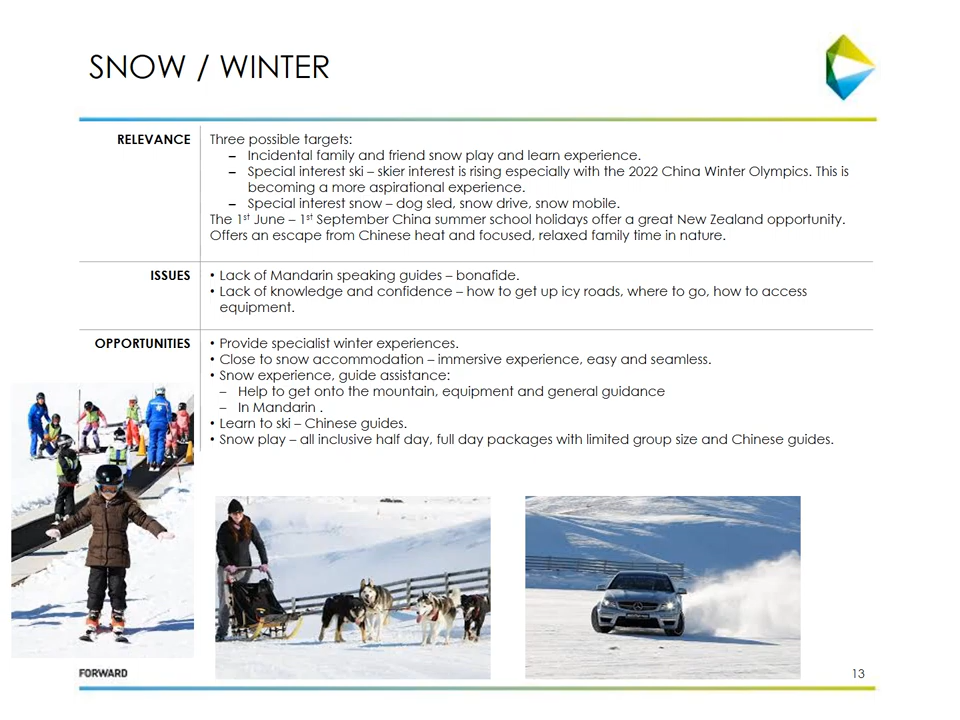 SNOW / WINTER
RELEVANCE
Three possible targets:
– Incidental family and friend snow play and learn experience.
– Special interest ski – skier interest is rising especially with the 2022 China Winter Olympics. This is
becoming a more aspirational experience.
– Special interest snow – dog sled, snow drive, snow mobile.
The 1st June – 1st September China summer school holidays offer a great New Zealand opportunity.
Offers an escape from Chinese heat and focused, relaxed family time in nature.
ISSUES
• Lack of Mandarin speaking guides – bonafide.
• Lack of knowledge and confidence – how to get up icy roads, where to go, how to access
equipment.
OPPORTUNITIES
• Provide specialist winter experiences.
• Close to snow accommodation – immersive experience, easy and seamless.
• Snow experience, guide assistance:
– Help to get onto the mountain, equipment and general guidance
– In Mandarin .
• Learn to ski – Chinese guides.
• Snow play – all inclusive half day, full day packages with limited group size and Chinese guides.
FORWARD
13